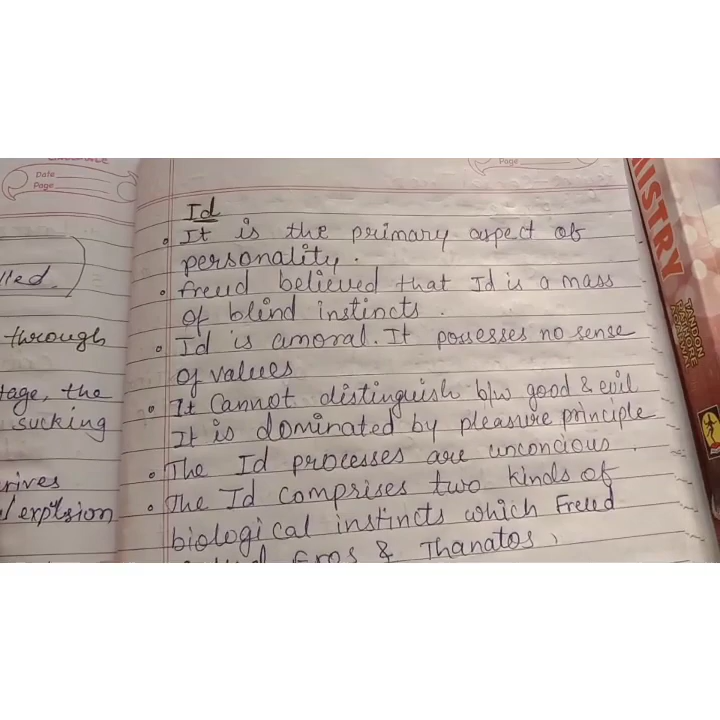 Date
Page
Page
lled
through
tage, the
sucking
rives
explosion
Id
• It is the primary aspect of
personality.
• Freud believed that Id is a mass
of blind instincts.
• Id is amoral. It possesses no sense
of values
• It Cannot distinguish b/w good & evil
It is dominated by pleasure principle
• The Id processes are unconcious.
• The Id comprises two kinds of
biological instincts which Freud
Eros & Thanatos,
MISTRY
TANDON